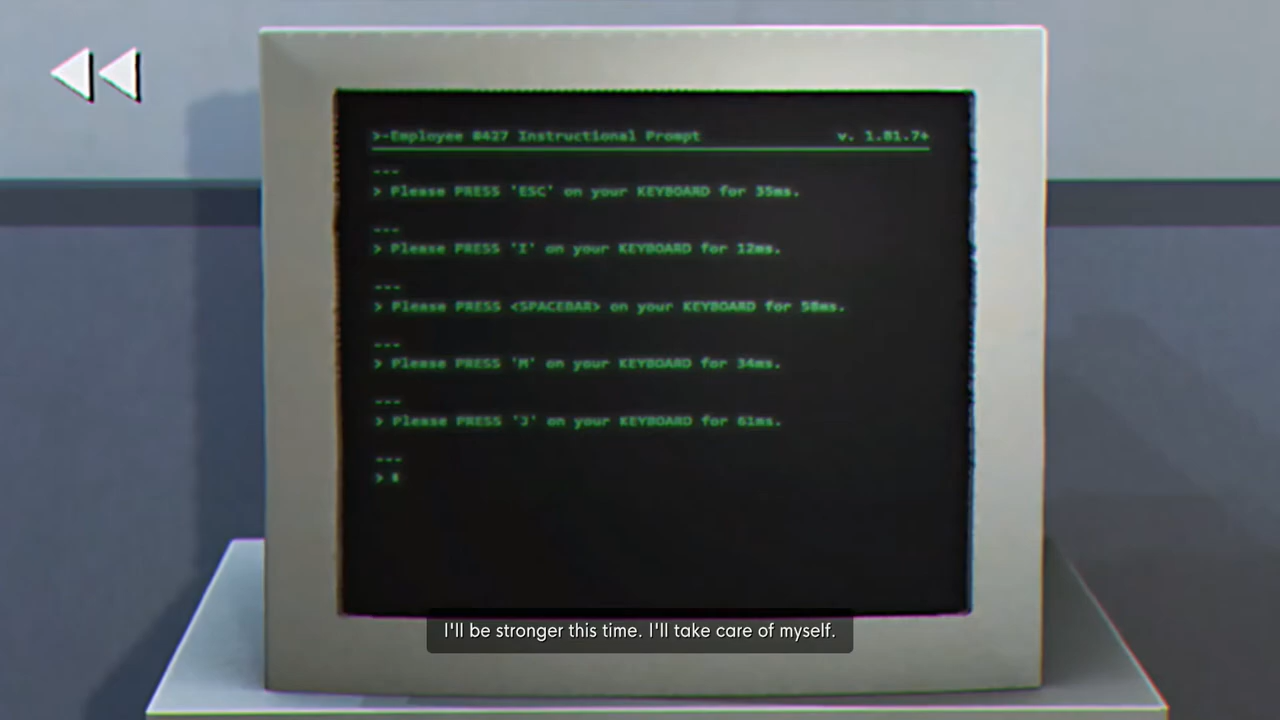 >-Employee #427 Instructional Prompt v. 1.01.7+
---
> Please PRESS 'ESC' on your KEYBOARD for 35ms.
---
> Please PRESS 'I' on your KEYBOARD for 12ms.
---
> Please PRESS <SPACEBAR> on your KEYBOARD for 58ms.
---
> Please PRESS 'M' on your KEYBOARD for 34ms.
---
> Please PRESS 'J' on your KEYBOARD for 61ms.
---
>
I'll be stronger this time. I'll take care of myself.